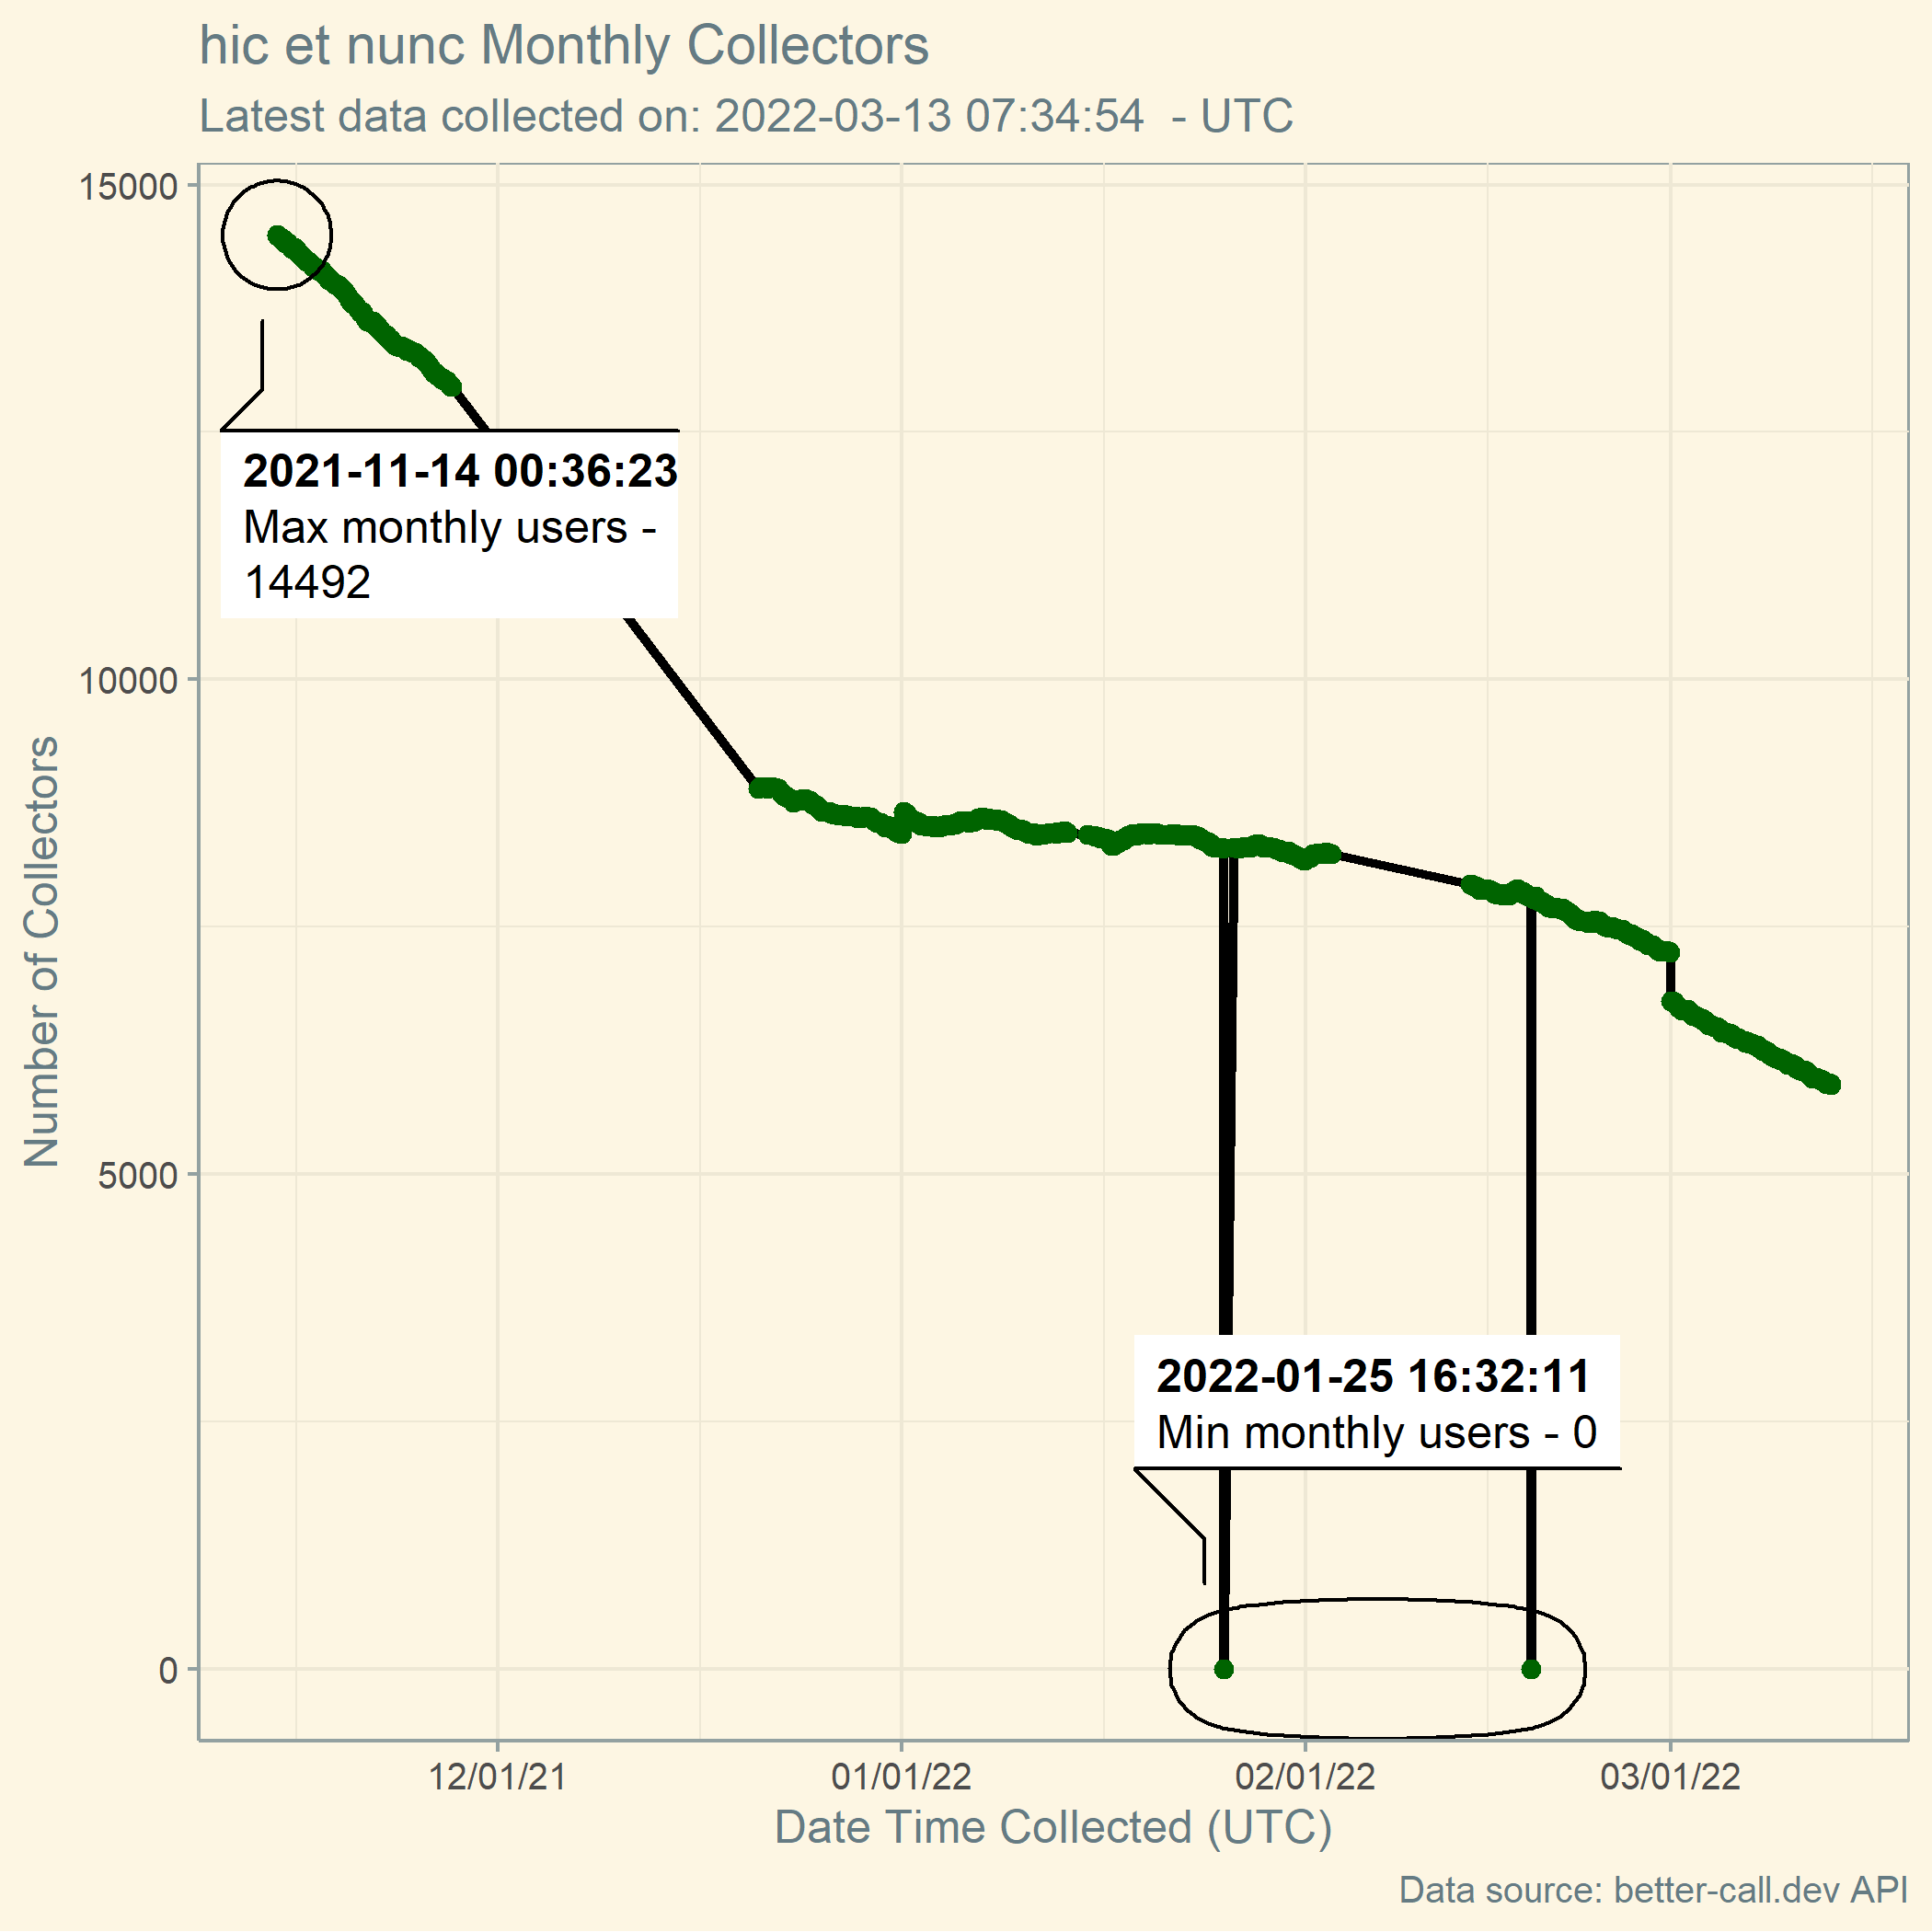 hic et nunc Monthly Collectors
Latest data collected on: 2022-03-13 07:34:54  - UTC
15000
10000
5000
0
Number of Collectors
2021-11-14 00:36:23
Max monthly users -
14492
2022-01-25 16:32:11
Min monthly users - 0
12/01/21
01/01/22
02/01/22
03/01/22
Date Time Collected (UTC)
Data source: better-call.dev API